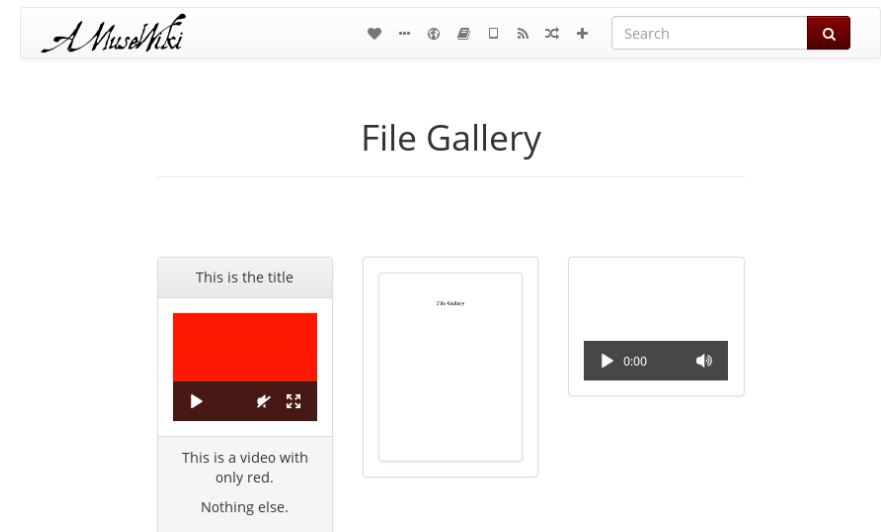 AMuseWiki
Search
File Gallery
This is the title
File Gallery
0:00
This is a video with
only red.
Nothing else.